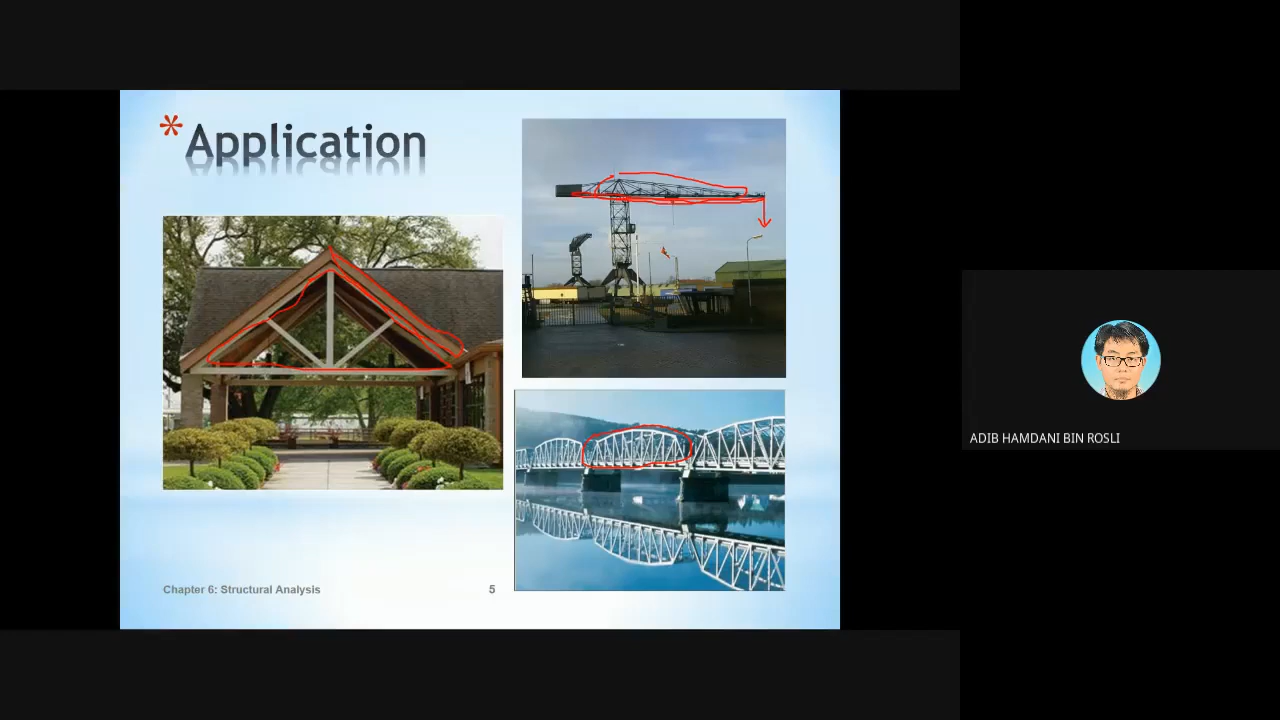 *Application
Chapter 6: Structural Analysis
5
ADIB HAMDANI BIN ROSLI